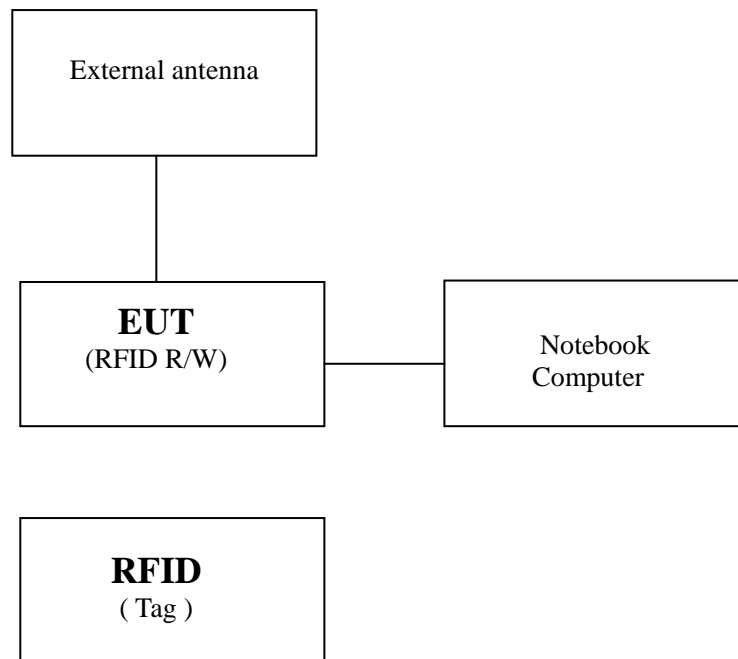 External antenna
EUT
(RFID R/W)
Notebook
Computer
RFID
( Tag )